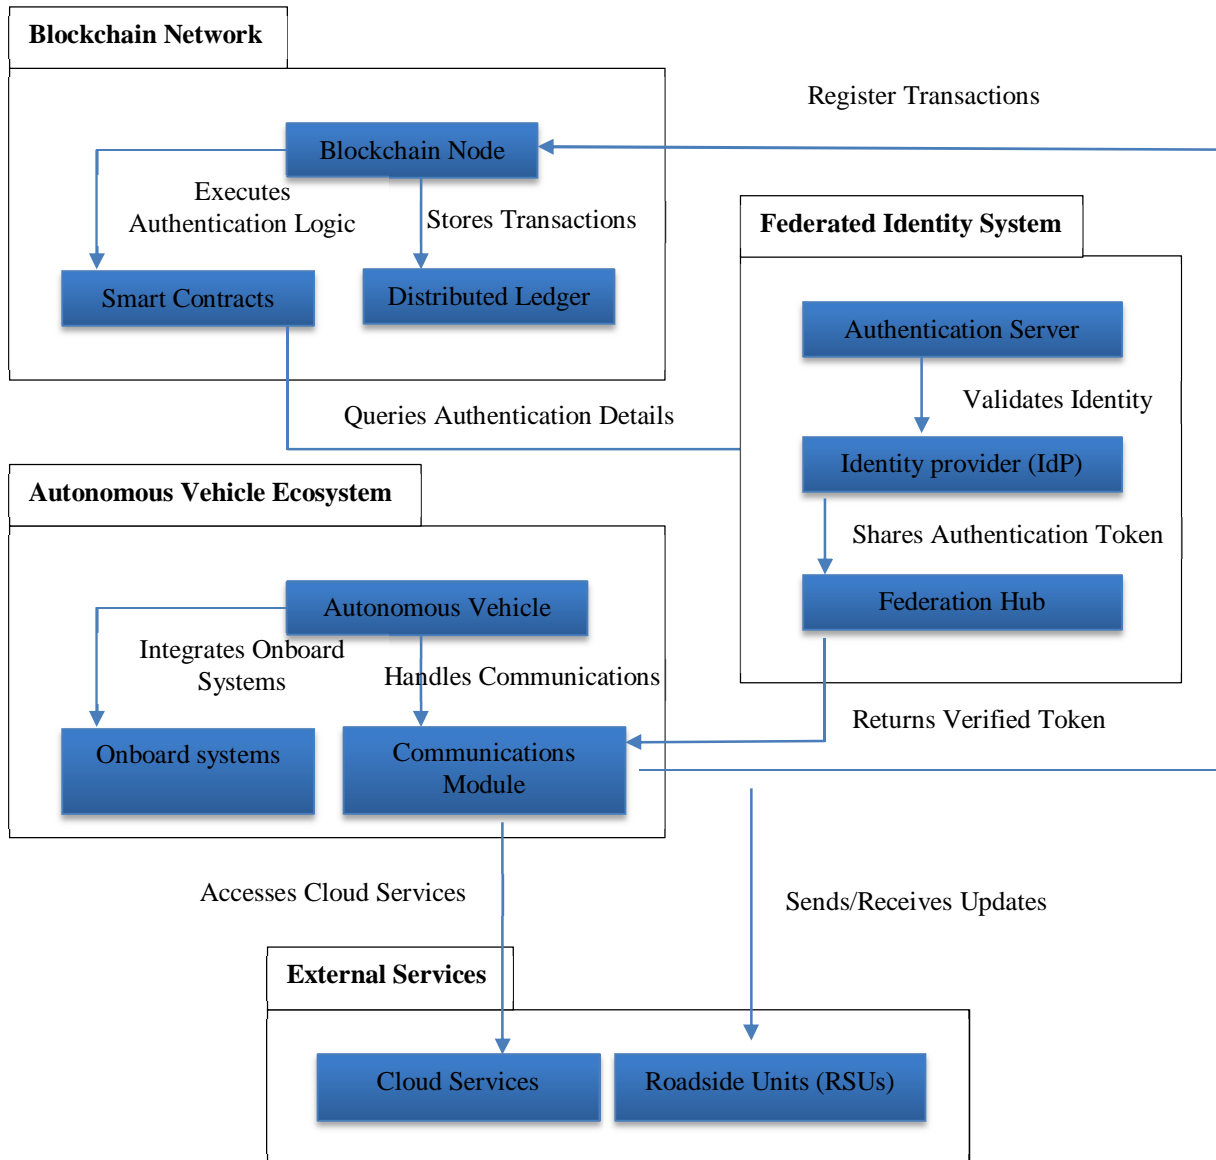 Blockchain Network
Register Transactions
Blockchain Node
Executes
Authentication Logic
Stores Transactions
Smart Contracts
Distributed Ledger
Federated Identity System
Authentication Server
Validates Identity
Queries Authentication Details
Identity provider (IdP)
Shares Authentication Token
Federation Hub
Returns Verified Token
Autonomous Vehicle Ecosystem
Autonomous Vehicle
Integrates Onboard
Systems
Handles Communications
Onboard systems
Communications
Module
Accesses Cloud Services
Sends/Receives Updates
External Services
Cloud Services
Roadside Units (RSUs)